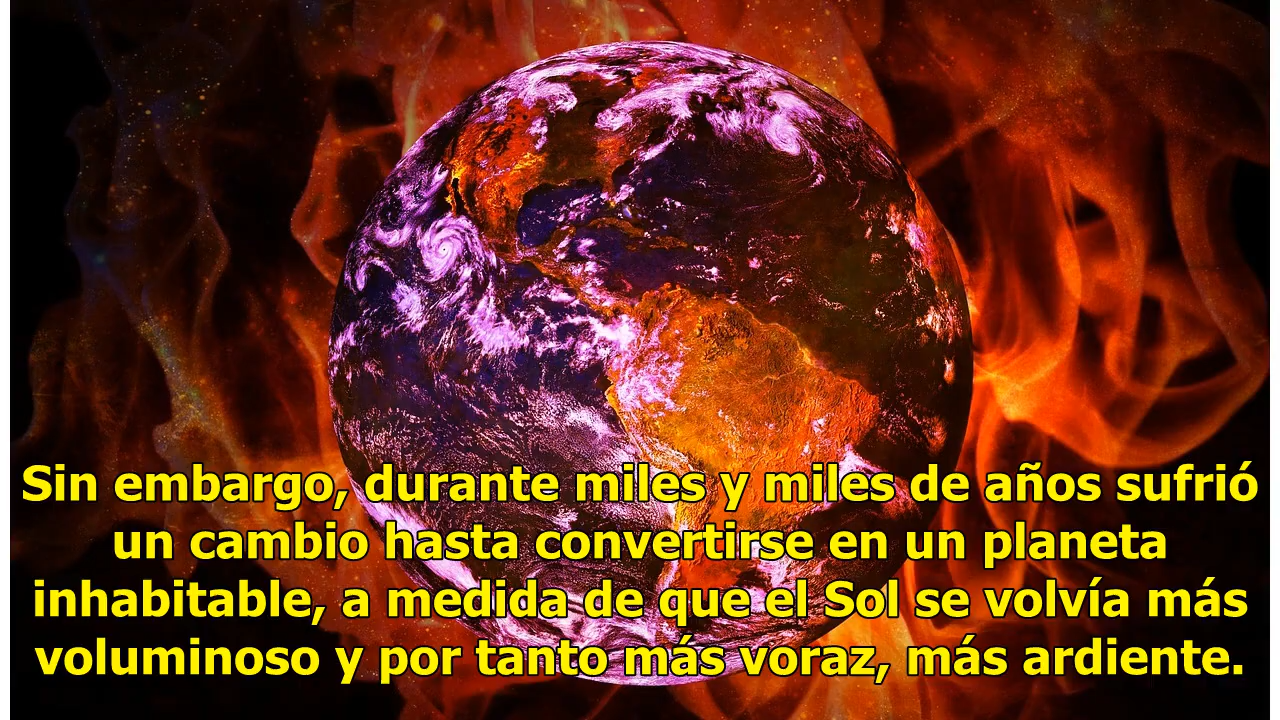 Sin embargo, durante miles y miles de años sufrió
un cambio hasta convertirse en un planeta
inhabitable, a medida de que el Sol se volvía más
voluminoso y por tanto más voraz, más ardiente.